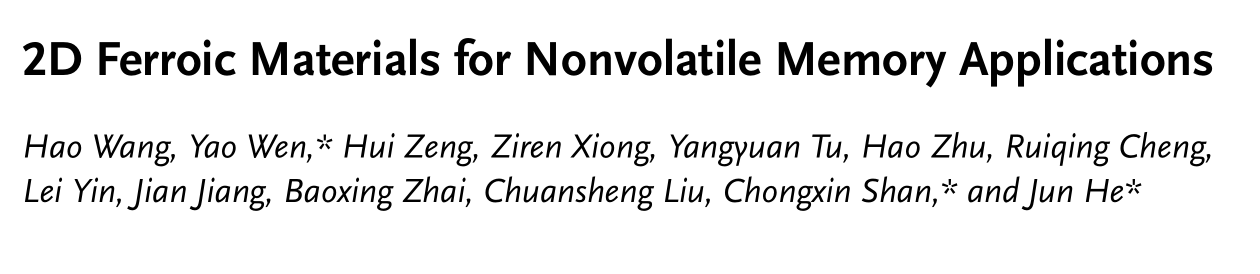 2D Ferroic Materials for Nonvolatile Memory Applications
Hao Wang, Yao Wen,* Hui Zeng, Ziren Xiong, Yangyuan Tu, Hao Zhu, Ruiqing Cheng,
Lei Yin, Jian Jiang, Baoxing Zhai, Chuansheng Liu, Chongxin Shan,* and Jun He*